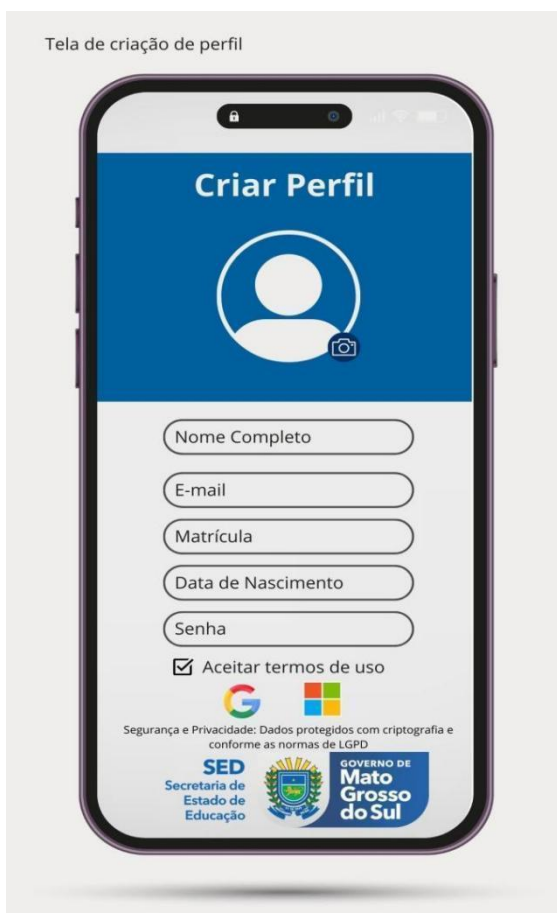 Tela de criação de perfil
Criar Perfil
Nome Completo
E-mail
Matrícula
Data de Nascimento
Senha
Aceitar termos de uso
Segurança e Privacidade: Dados protegidos com criptografia e
conforme as normas de LGPD
SED
Secretaria de
Estado de
Educação
GOVERNO DE
Mato
Grosso
do Sul